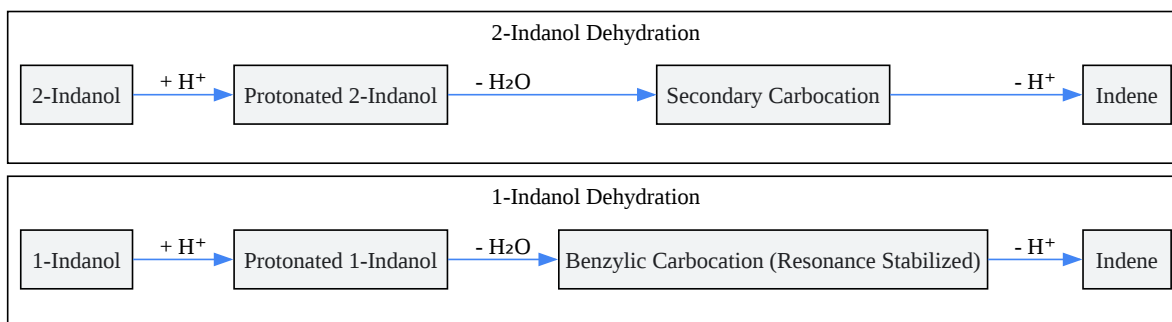 2-Indanol Dehydration
2-Indanol
+ H⁺
Protonated 2-Indanol
- H₂O
Secondary Carbocation
- H⁺
Indene
1-Indanol Dehydration
1-Indanol
+ H⁺
Protonated 1-Indanol
- H₂O
Benzylic Carbocation (Resonance Stabilized)
- H⁺
Indene